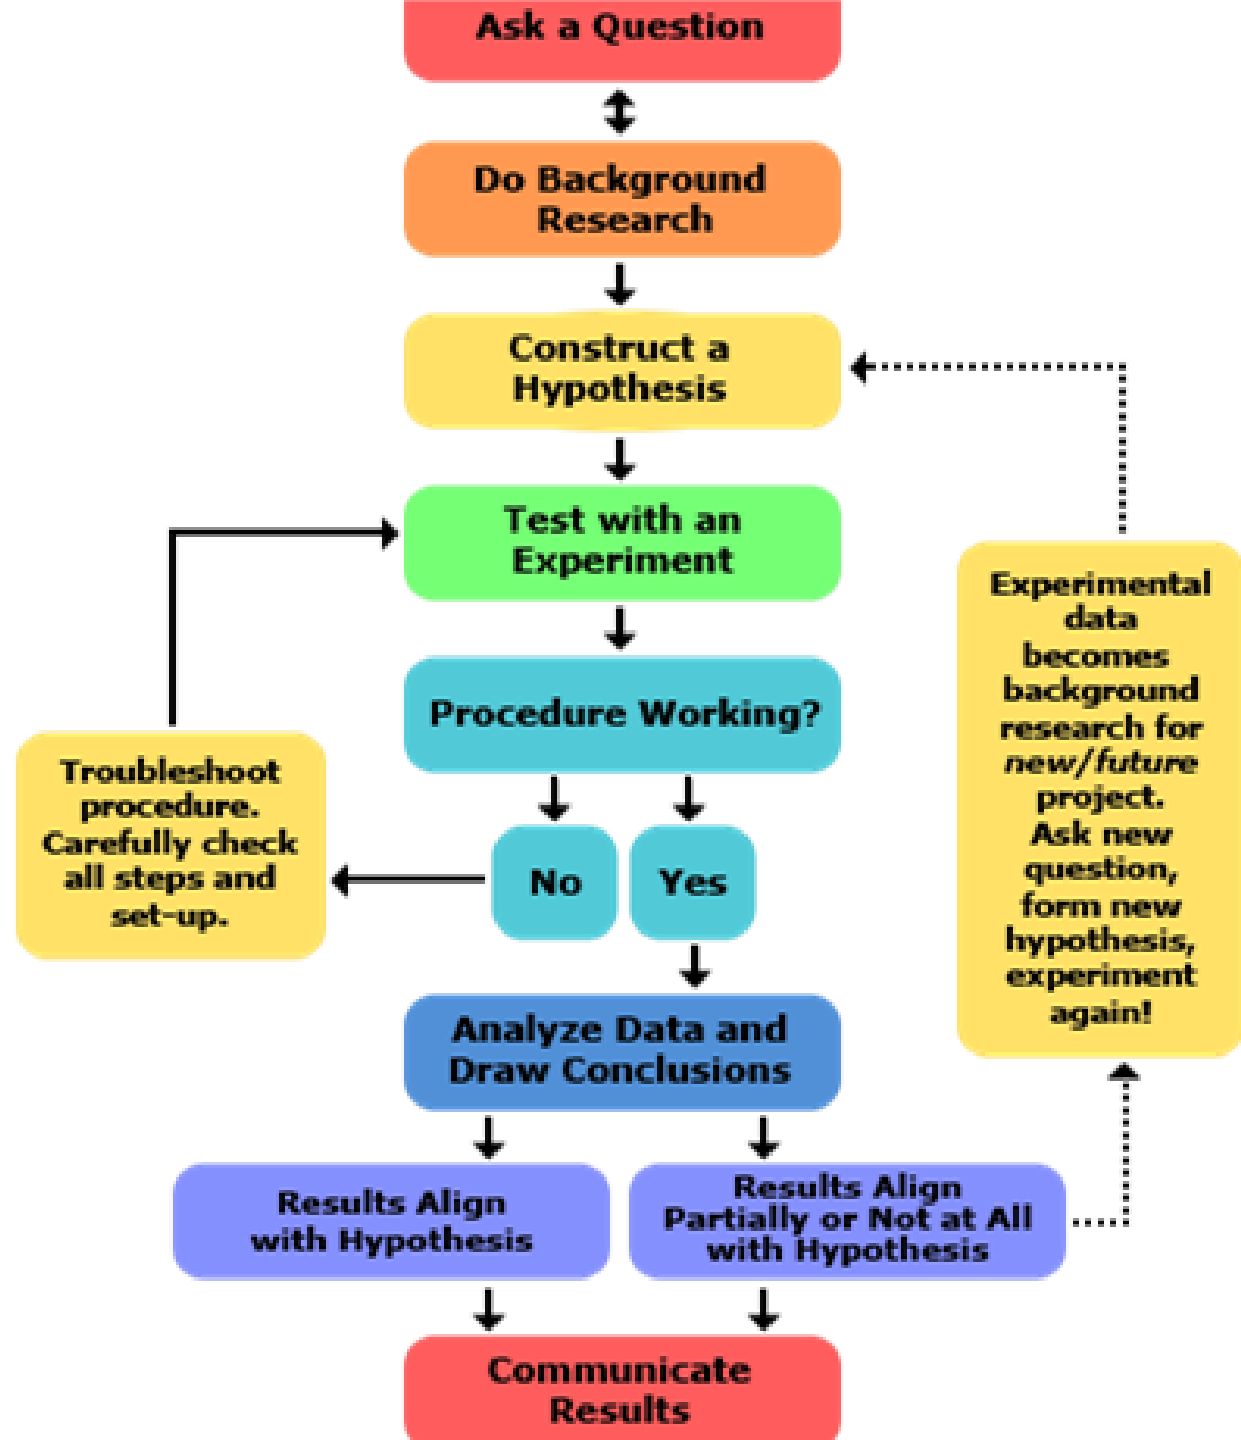 Ask a Question
Do Background
Research
Construct a
Hypothesis
Test with an
Experiment
Procedure Working?
No
Yes
Troubleshoot
procedure.
Carefully check
all steps and
set-up.
Experimental
data
becomes
background
research for
new/future
project.
Ask new
question,
form new
hypothesis,
experiment
again!
Analyze Data and
Draw Conclusions
Results Align
with Hypothesis
Results Align
Partially or Not at All
with Hypothesis
Communicate
Results